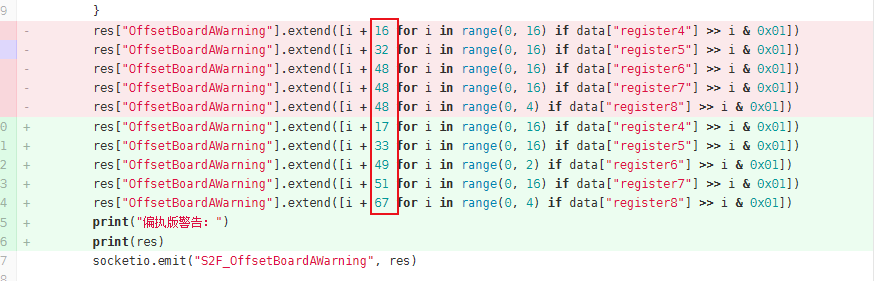 9 }
- res["OffsetBoardAWarning"].extend([i + 16 for i in range(0, 16) if data["register4"] >> i & 0x01])
- res["OffsetBoardAWarning"].extend([i + 32 for i in range(0, 16) if data["register5"] >> i & 0x01])
- res["OffsetBoardAWarning"].extend([i + 48 for i in range(0, 16) if data["register6"] >> i & 0x01])
- res["OffsetBoardAWarning"].extend([i + 48 for i in range(0, 16) if data["register7"] >> i & 0x01])
- res["OffsetBoardAWarning"].extend([i + 48 for i in range(0, 4) if data["register8"] >> i & 0x01])
0 + res["OffsetBoardAWarning"].extend([i + 17 for i in range(0, 16) if data["register4"] >> i & 0x01])
1 + res["OffsetBoardAWarning"].extend([i + 33 for i in range(0, 16) if data["register5"] >> i & 0x01])
2 + res["OffsetBoardAWarning"].extend([i + 49 for i in range(0, 2) if data["register6"] >> i & 0x01])
3 + res["OffsetBoardAWarning"].extend([i + 51 for i in range(0, 16) if data["register7"] >> i & 0x01])
4 + res["OffsetBoardAWarning"].extend([i + 67 for i in range(0, 4) if data["register8"] >> i & 0x01])
5 + print("偏执版警告：")
6 + print(res)
7 socketio.emit("S2F_OffsetBoardAWarning", res)
8